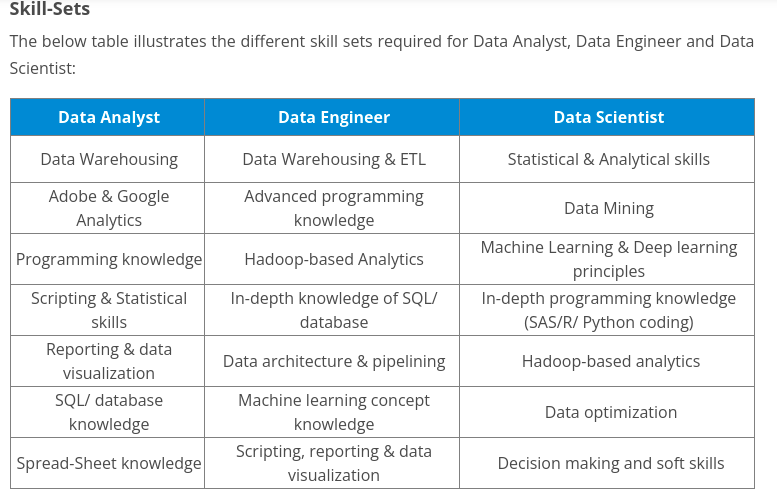 Skill-Sets
The below table illustrates the different skill sets required for Data Analyst, Data Engineer and Data
Scientist:
Data Analyst Data Engineer Data Scientist
Data Warehousing Data Warehousing & ETL Statistical & Analytical skills
Adobe & Google
Analytics
Advanced programming
knowledge
Data Mining
Programming knowledge
Hadoop-based Analytics
Machine Learning & Deep learning
principles
Scripting & Statistical
skills
In-depth knowledge of SQL/
database
In-depth programming knowledge
(SAS/R/ Python coding)
Reporting & data
visualization
Data architecture & pipelining
Hadoop-based analytics
SQL/ database
knowledge
Machine learning concept
knowledge
Data optimization
Spread-Sheet knowledge
Scripting, reporting & data
visualization
Decision making and soft skills